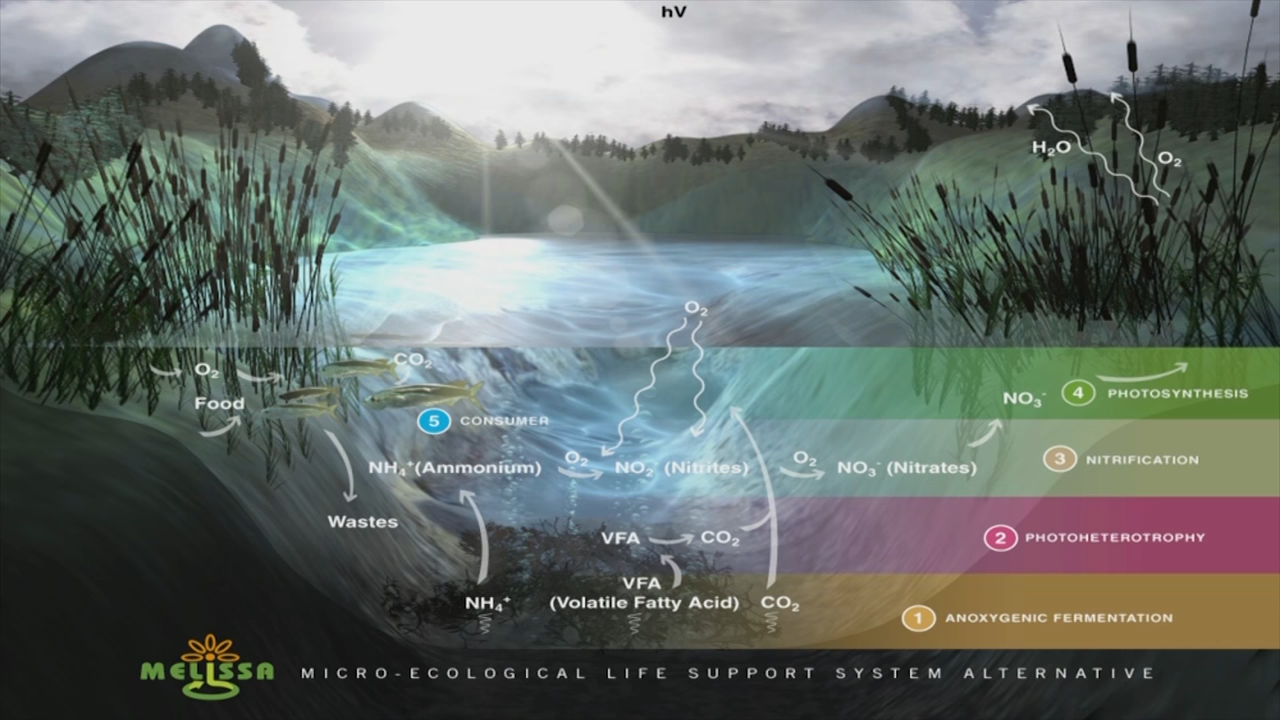 hV
H₂O
O₂
O₂
O₂
CO₂
Food
5 CONSUMER
NO₃⁻
4 PHOTOSYNTHESIS
NH₄⁺(Ammonium)
O₂
NO₂⁻ (Nitrites)
O₂
NO₃⁻ (Nitrates)
3 NITRIFICATION
Wastes
VFA
CO₂
2 PHOTOHETEROTROPHY
NH₄⁺
VFA
(Volatile Fatty Acid)
CO₂
1 ANOXYGENIC FERMENTATION
MELISSA
MICRO-ECOLOGICAL LIFE SUPPORT SYSTEM ALTERNATIVE